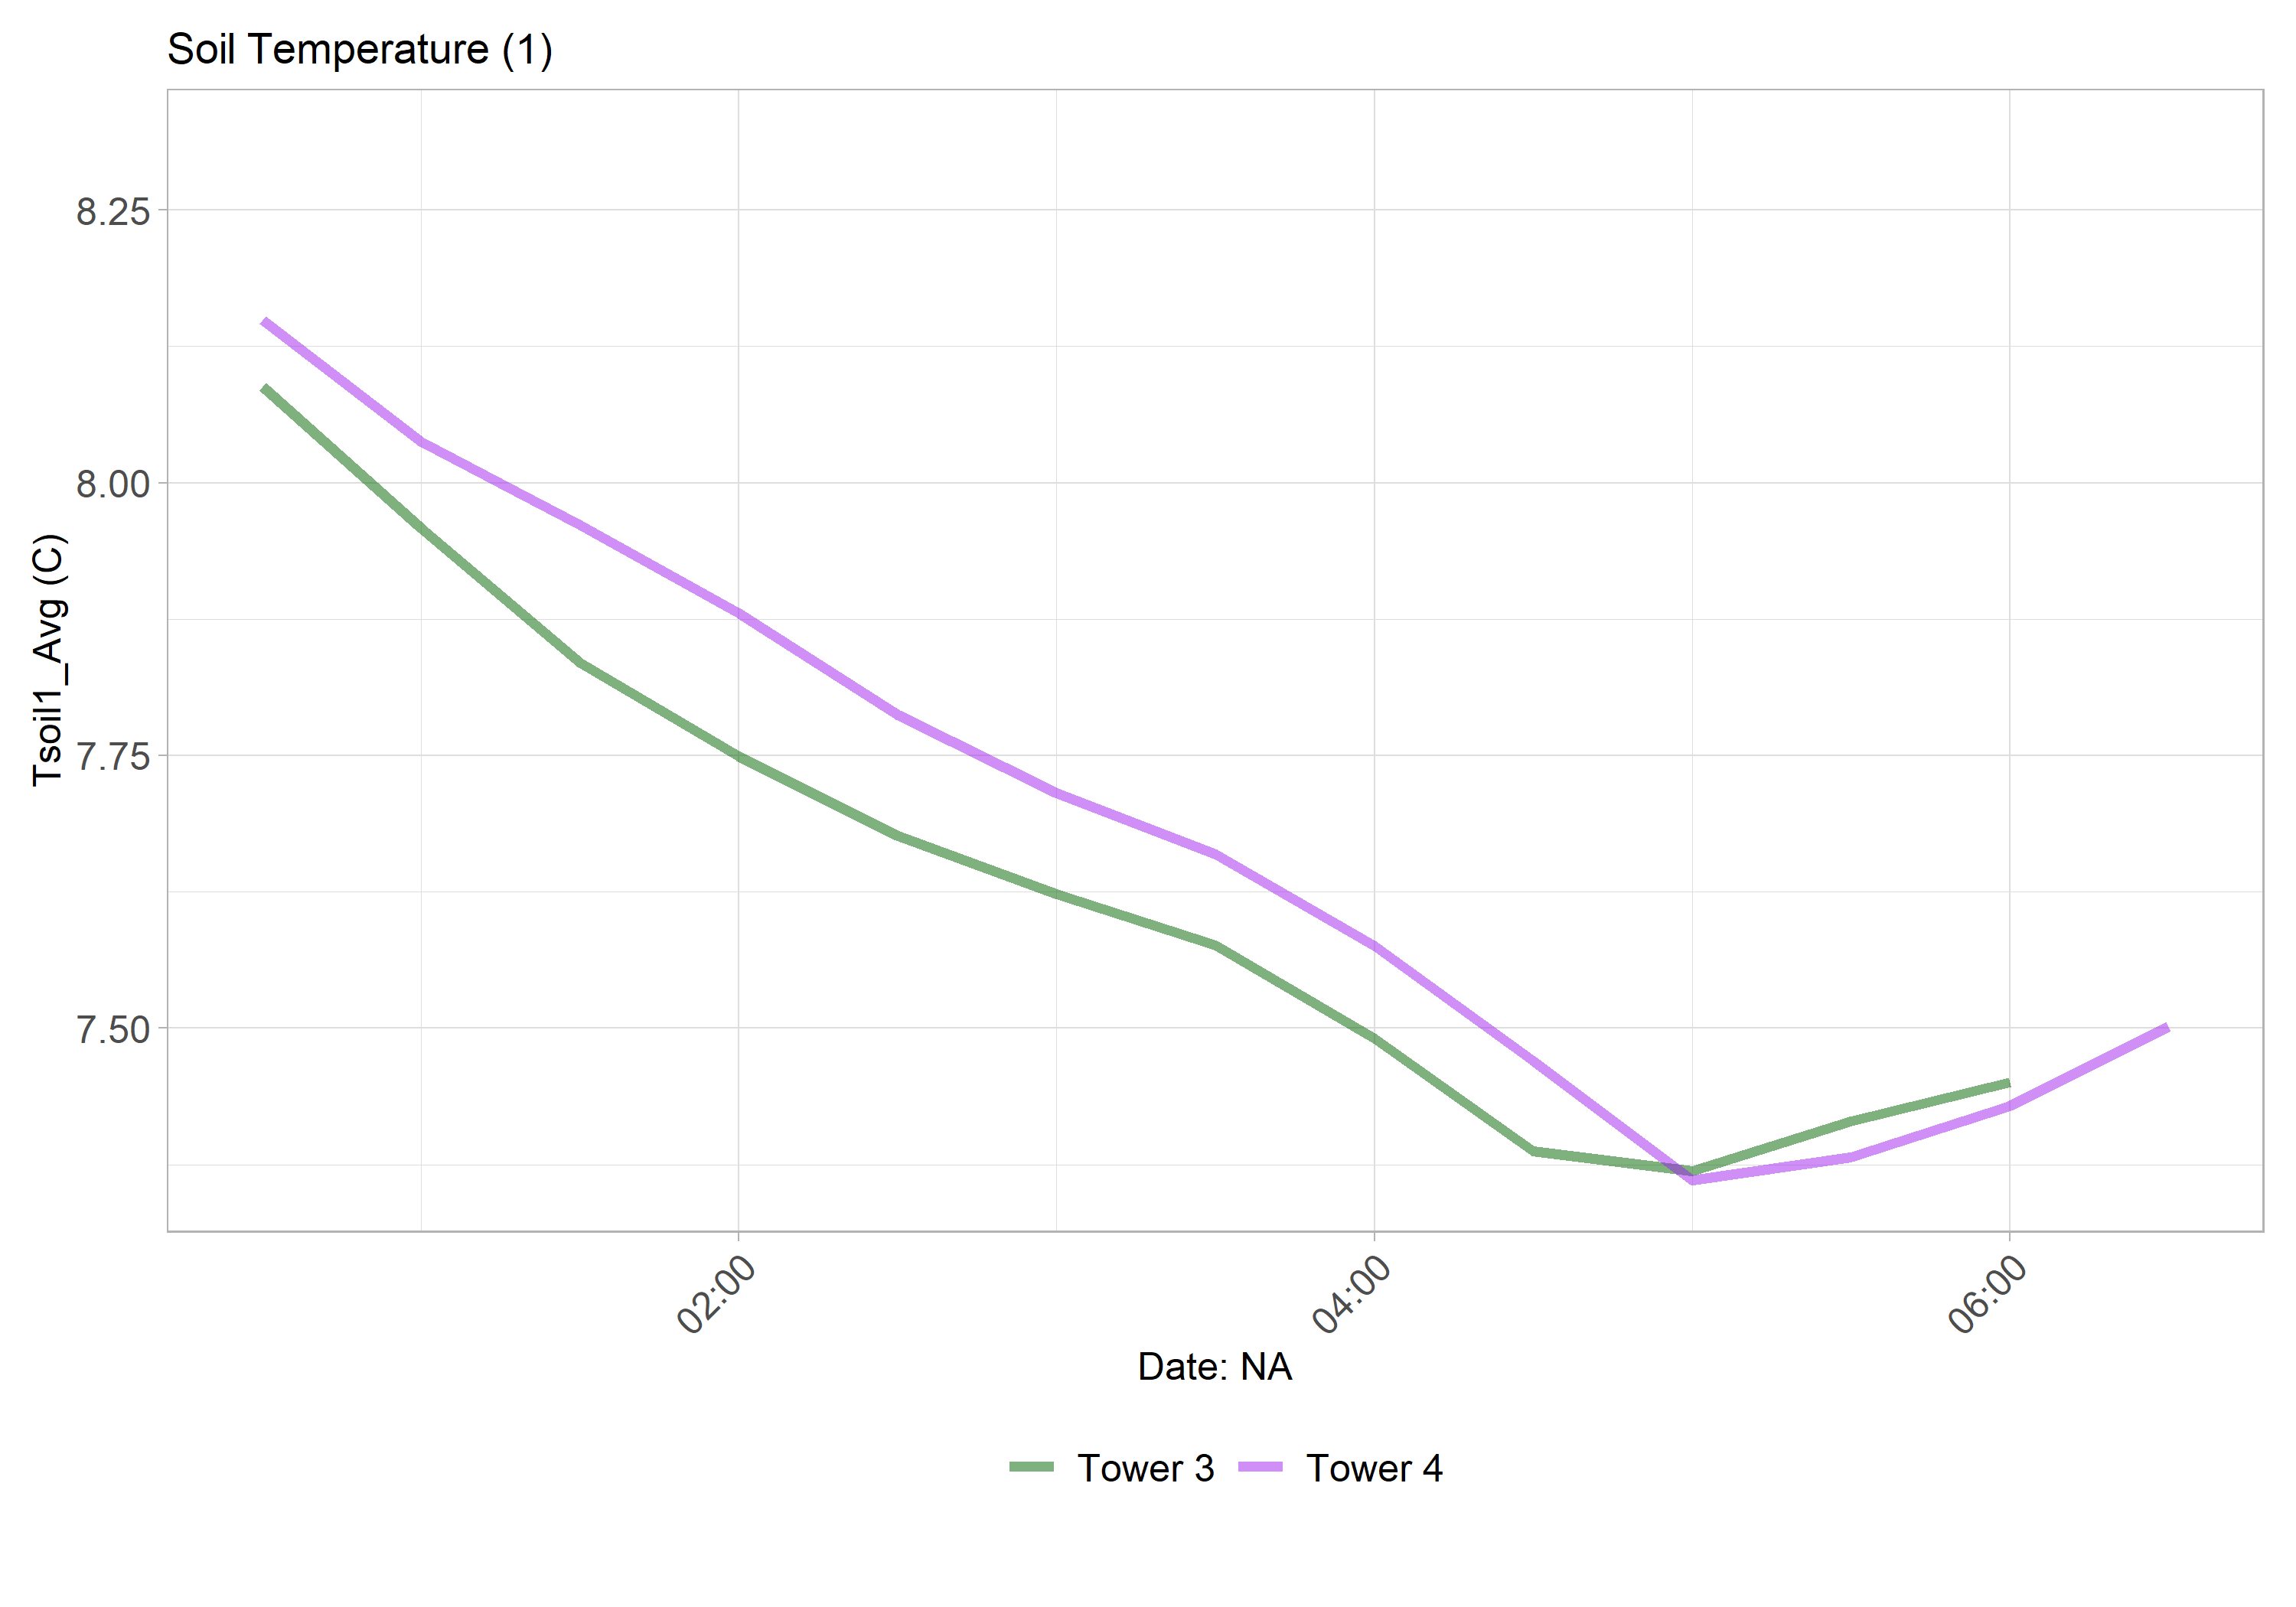 Soil Temperature (1)
Tsoil1_Avg (C)
8.25
8.00
7.75
7.50
02:00
04:00
06:00
Date: NA
Tower 3
Tower 4